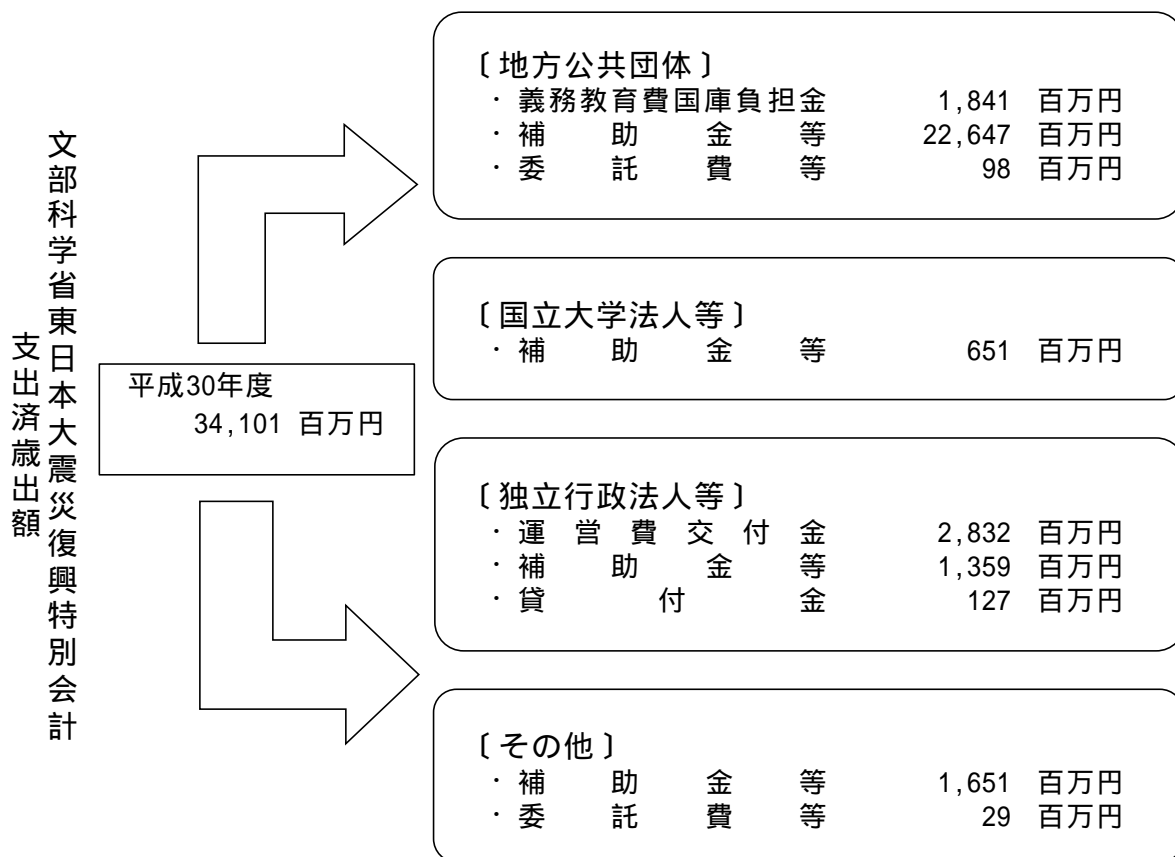 文部科学省東日本大震災復興特別会計
支出済歳出額
平成30年度
34,101 百万円
〔地方公共団体〕
・義務教育費国庫負担金 1,841 百万円
・補助金等 22,647 百万円
・委託費等 98 百万円
〔国立大学法人等〕
・補助金等 651 百万円
〔独立行政法人等〕
・運営費交付金 2,832 百万円
・補助金等 1,359 百万円
・貸付金 127 百万円
〔その他〕
・補助金等 1,651 百万円
・委託費等 29 百万円